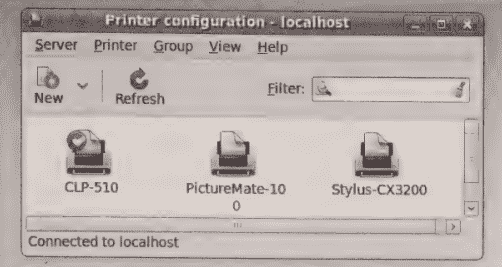 Printer configuration - localhost
Server Printer Group View Help
New Refresh Filter:
CLP-510 PictureMate-10
0 Stylus-CX3200
Connected to localhost